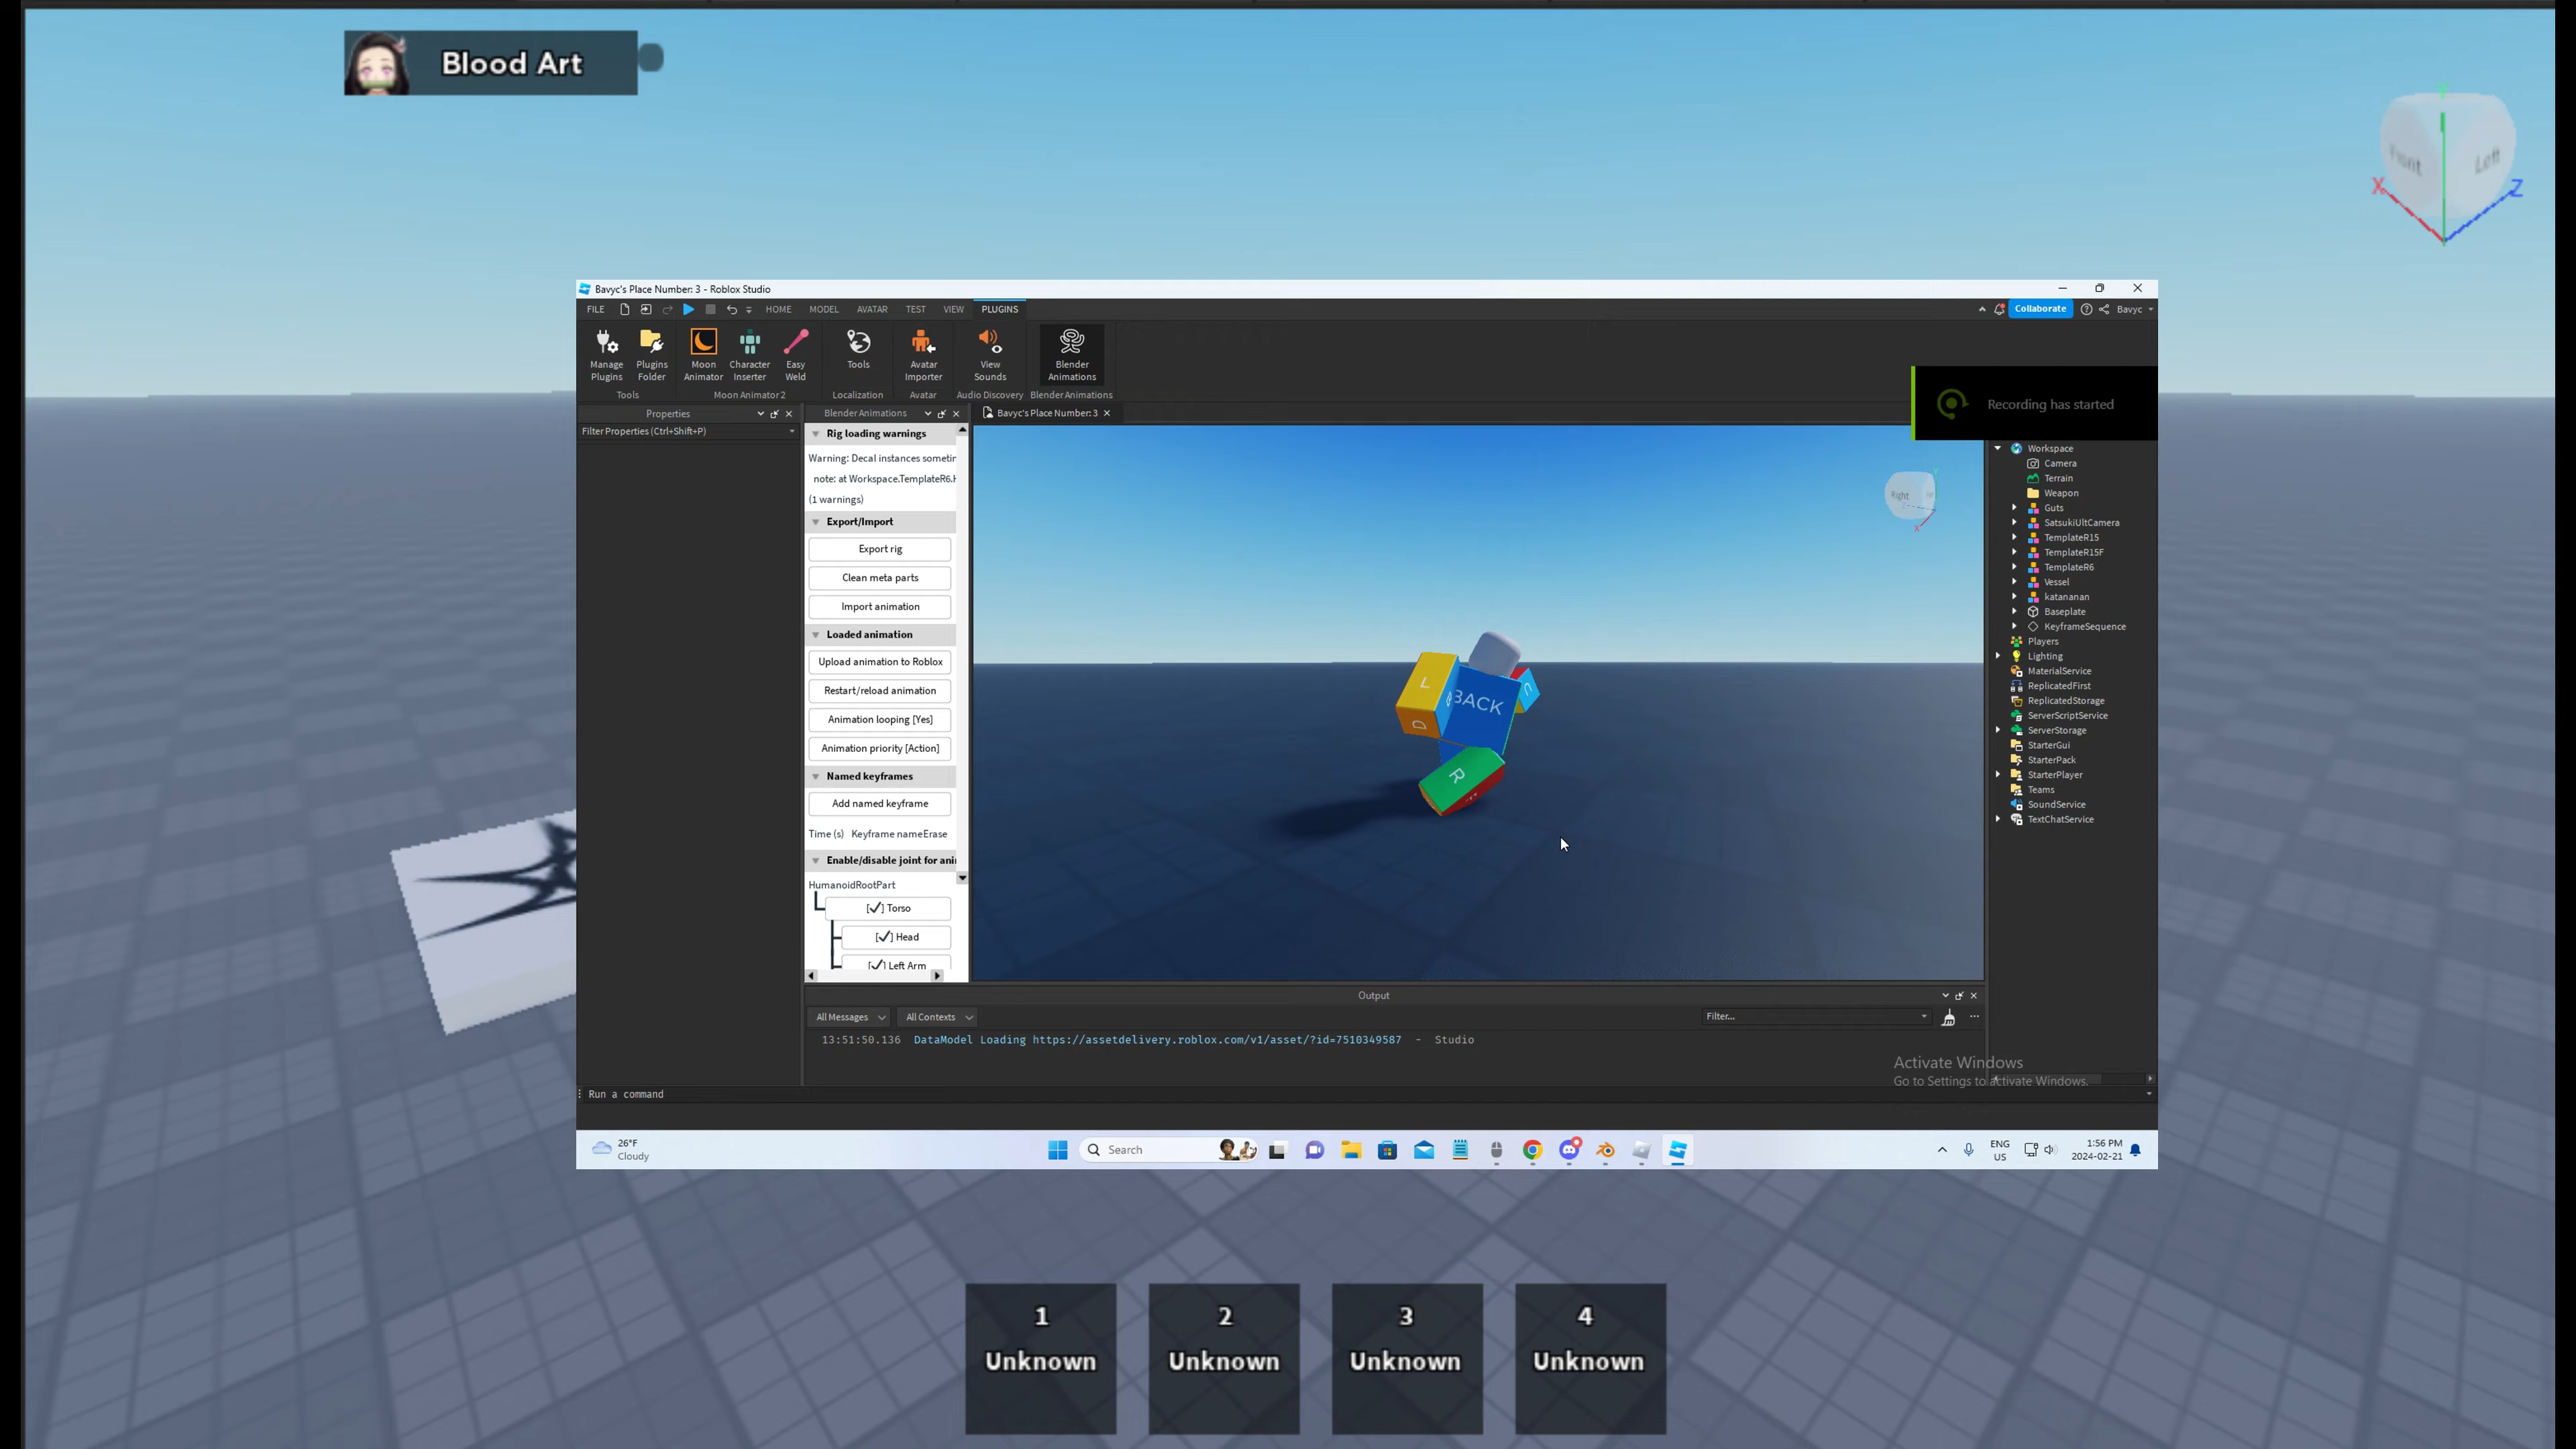 Blood Art
Y
Front
Left
X
Z
Bavyc's Place Number: 3 - Roblox Studio
FILE
HOME
MODEL
AVATAR
TEST
VIEW
PLUGINS
Collaborate
Bavyc
Manage
Plugins
Plugins
Folder
Moon
Animator
Character
Inserter
Easy
Weld
Tools
Avatar
Importer
View
Sounds
Blender
Animations
Tools
Moon Animator 2
Localization
Avatar
Audio Discovery
Blender Animations
Recording has started
Properties
Blender Animations
Bavyc's Place Number: 3
Filter Properties (Ctrl+Shift+P)
Rig loading warnings
Warning: Decal instances sometin
note: at Workspace.TemplateR6.H
(1 warnings)
Export/Import
Export rig
Clean meta parts
Import animation
Loaded animation
Upload animation to Roblox
Restart/reload animation
Animation looping [Yes]
Animation priority [Action]
Named keyframes
Add named keyframe
Time (s) Keyframe nameErase
Enable/disable joint for ani
HumanoidRootPart
[✓] Torso
[✓] Head
[✓] Left Arm
Right
X
L
D
BACK
R
Workspace
Camera
Terrain
Weapon
Guts
SatsukiUltCamera
TemplateR15
TemplateR15F
TemplateR6
Vessel
katananan
Baseplate
KeyframeSequence
Players
Lighting
MaterialService
ReplicatedFirst
ReplicatedStorage
ServerScriptService
ServerStorage
StarterGui
StarterPack
StarterPlayer
Teams
SoundService
TextChatService
Output
All Messages
All Contexts
Filter...
13:51:50.136 DataModel Loading https://assetdelivery.roblox.com/v1/asset/?id=7510349587 - Studio
Activate Windows
Go to Settings to activate Windows.
Run a command
26°F
Cloudy
Search
ENG
US
1:56 PM
2024-02-21
1
Unknown
2
Unknown
3
Unknown
4
Unknown